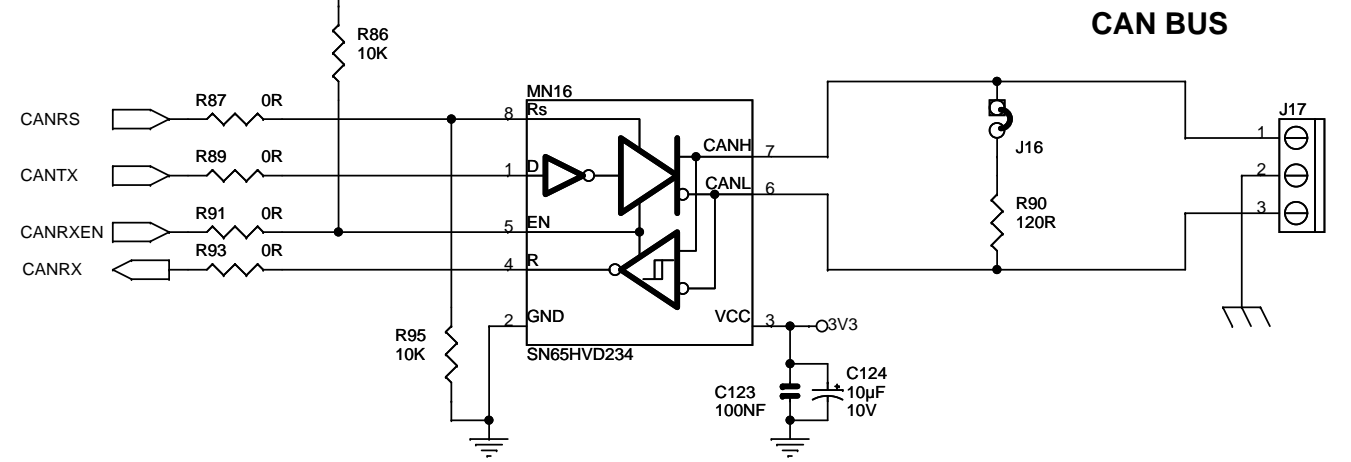 CAN BUS
R86
10K
CANRS
R87 0R
8
MN16
Rs
CANTX
R89 0R
1
D
CANRXEN
R91 0R
5
EN
CANRX
R93 0R
4
R
2
GND
R95
10K
SN65HVD234
CANH
7
CANL
6
VCC
3
3V3
C123
100NF
C124
10µF
10V
+
J16
R90
120R
J17
1
2
3